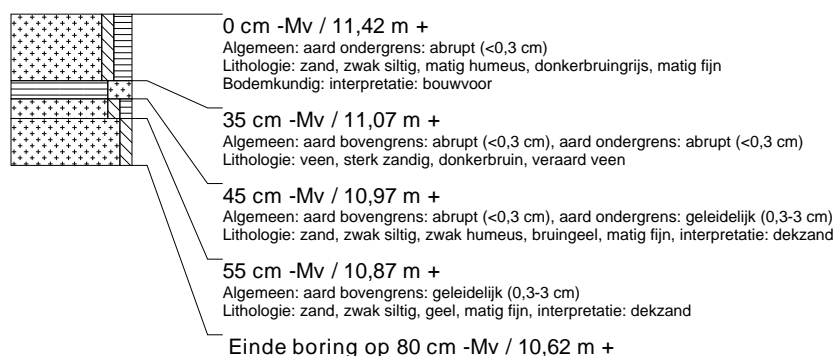 0 cm -Mv / 11,42 m +
Algemeen: aard ondergrens: abrupt (<0,3 cm)
Lithologie: zand, zwak siltig, matig humeus, donkerbruingrijs, matig fijn
Bodemkundig: interpretatie: bouwvoor
35 cm -Mv / 11,07 m +
Algemeen: aard bovengrens: abrupt (<0,3 cm), aard ondergrens: abrupt (<0,3 cm)
Lithologie: veen, sterk zandig, donkerbruin, veraard veen
45 cm -Mv / 10,97 m +
Algemeen: aard bovengrens: abrupt (<0,3 cm), aard ondergrens: geleidelijk (0,3-3 cm)
Lithologie: zand, zwak siltig, zwak humeus, bruingeel, matig fijn, interpretatie: dekzand
55 cm -Mv / 10,87 m +
Algemeen: aard bovengrens: geleidelijk (0,3-3 cm)
Lithologie: zand, zwak siltig, geel, matig fijn, interpretatie: dekzand
Einde boring op 80 cm -Mv / 10,62 m +